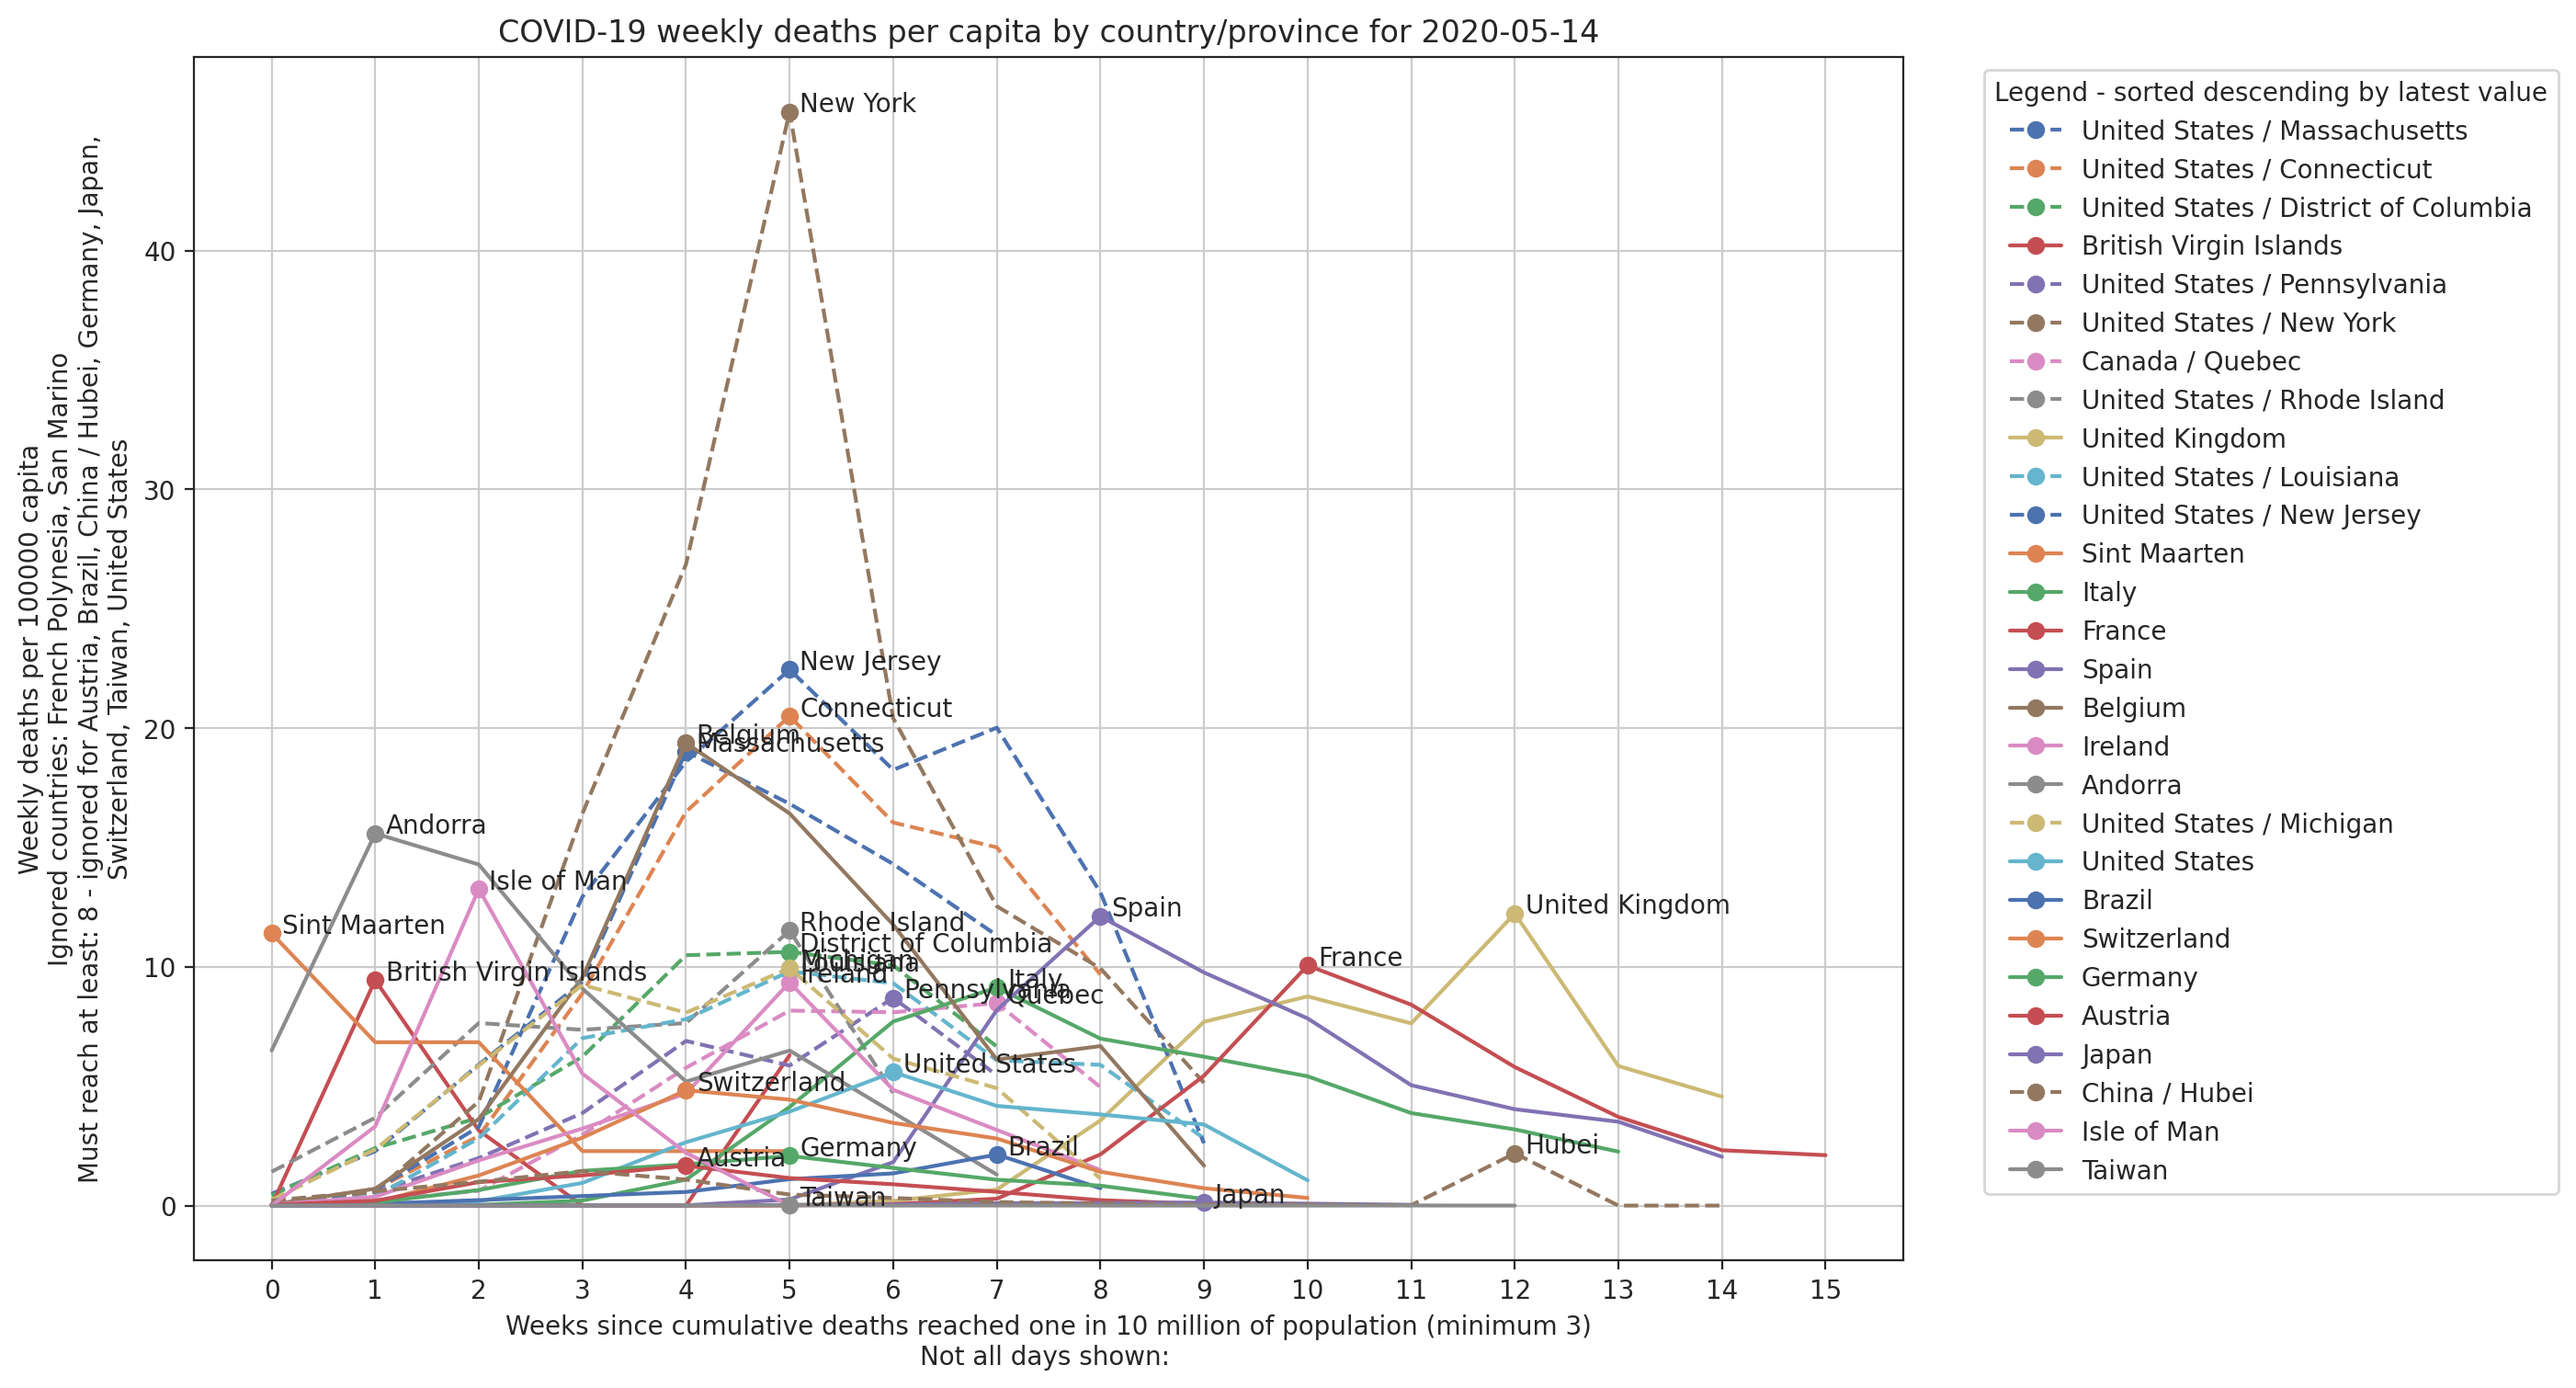 COVID-19 weekly deaths per capita by country/province for 2020-05-14
Weekly deaths per 100000 capita
Ignored countries: French Polynesia, San Marino
Must reach at least: 8 - ignored for Austria, Brazil, China / Hubei, Germany, Japan,
Switzerland, Taiwan, United States
40
30
20
10
0
New York
New Jersey
Connecticut
Belgium
Massachusetts
Andorra
Isle of Man
Sint Maarten
British Virgin Islands
Rhode Island
District of Columbia
Michigan
Louisiana
Ireland
Pennsylvania
Italy
Quebec
Spain
France
United Kingdom
United States
Switzerland
Germany
Austria
Brazil
Hubei
Taiwan
Japan
0 1 2 3 4 5 6 7 8 9 10 11 12 13 14 15
Weeks since cumulative deaths reached one in 10 million of population (minimum 3)
Not all days shown:
Legend - sorted descending by latest value
United States / Massachusetts
United States / Connecticut
United States / District of Columbia
British Virgin Islands
United States / Pennsylvania
United States / New York
Canada / Quebec
United States / Rhode Island
United Kingdom
United States / Louisiana
United States / New Jersey
Sint Maarten
Italy
France
Spain
Belgium
Ireland
Andorra
United States / Michigan
United States
Brazil
Switzerland
Germany
Austria
Japan
China / Hubei
Isle of Man
Taiwan